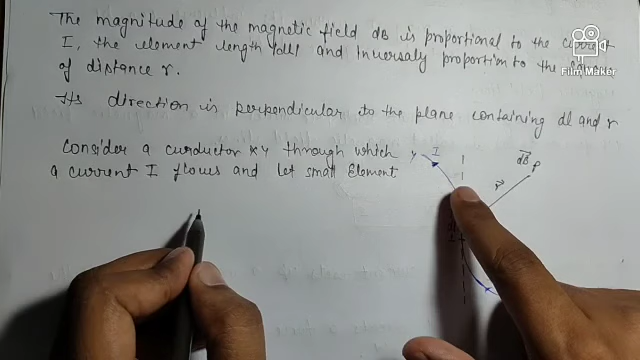 The magnitude of the magnetic field dB is proportional to the
I, the element length |dl| and Inversaly proportion to the
of distance r.
Its direction is perpendicular to the plane containing dl and r
Consider a curductor XY through which
a current I flows and let small Element
Y I dB P
r
Film Maker